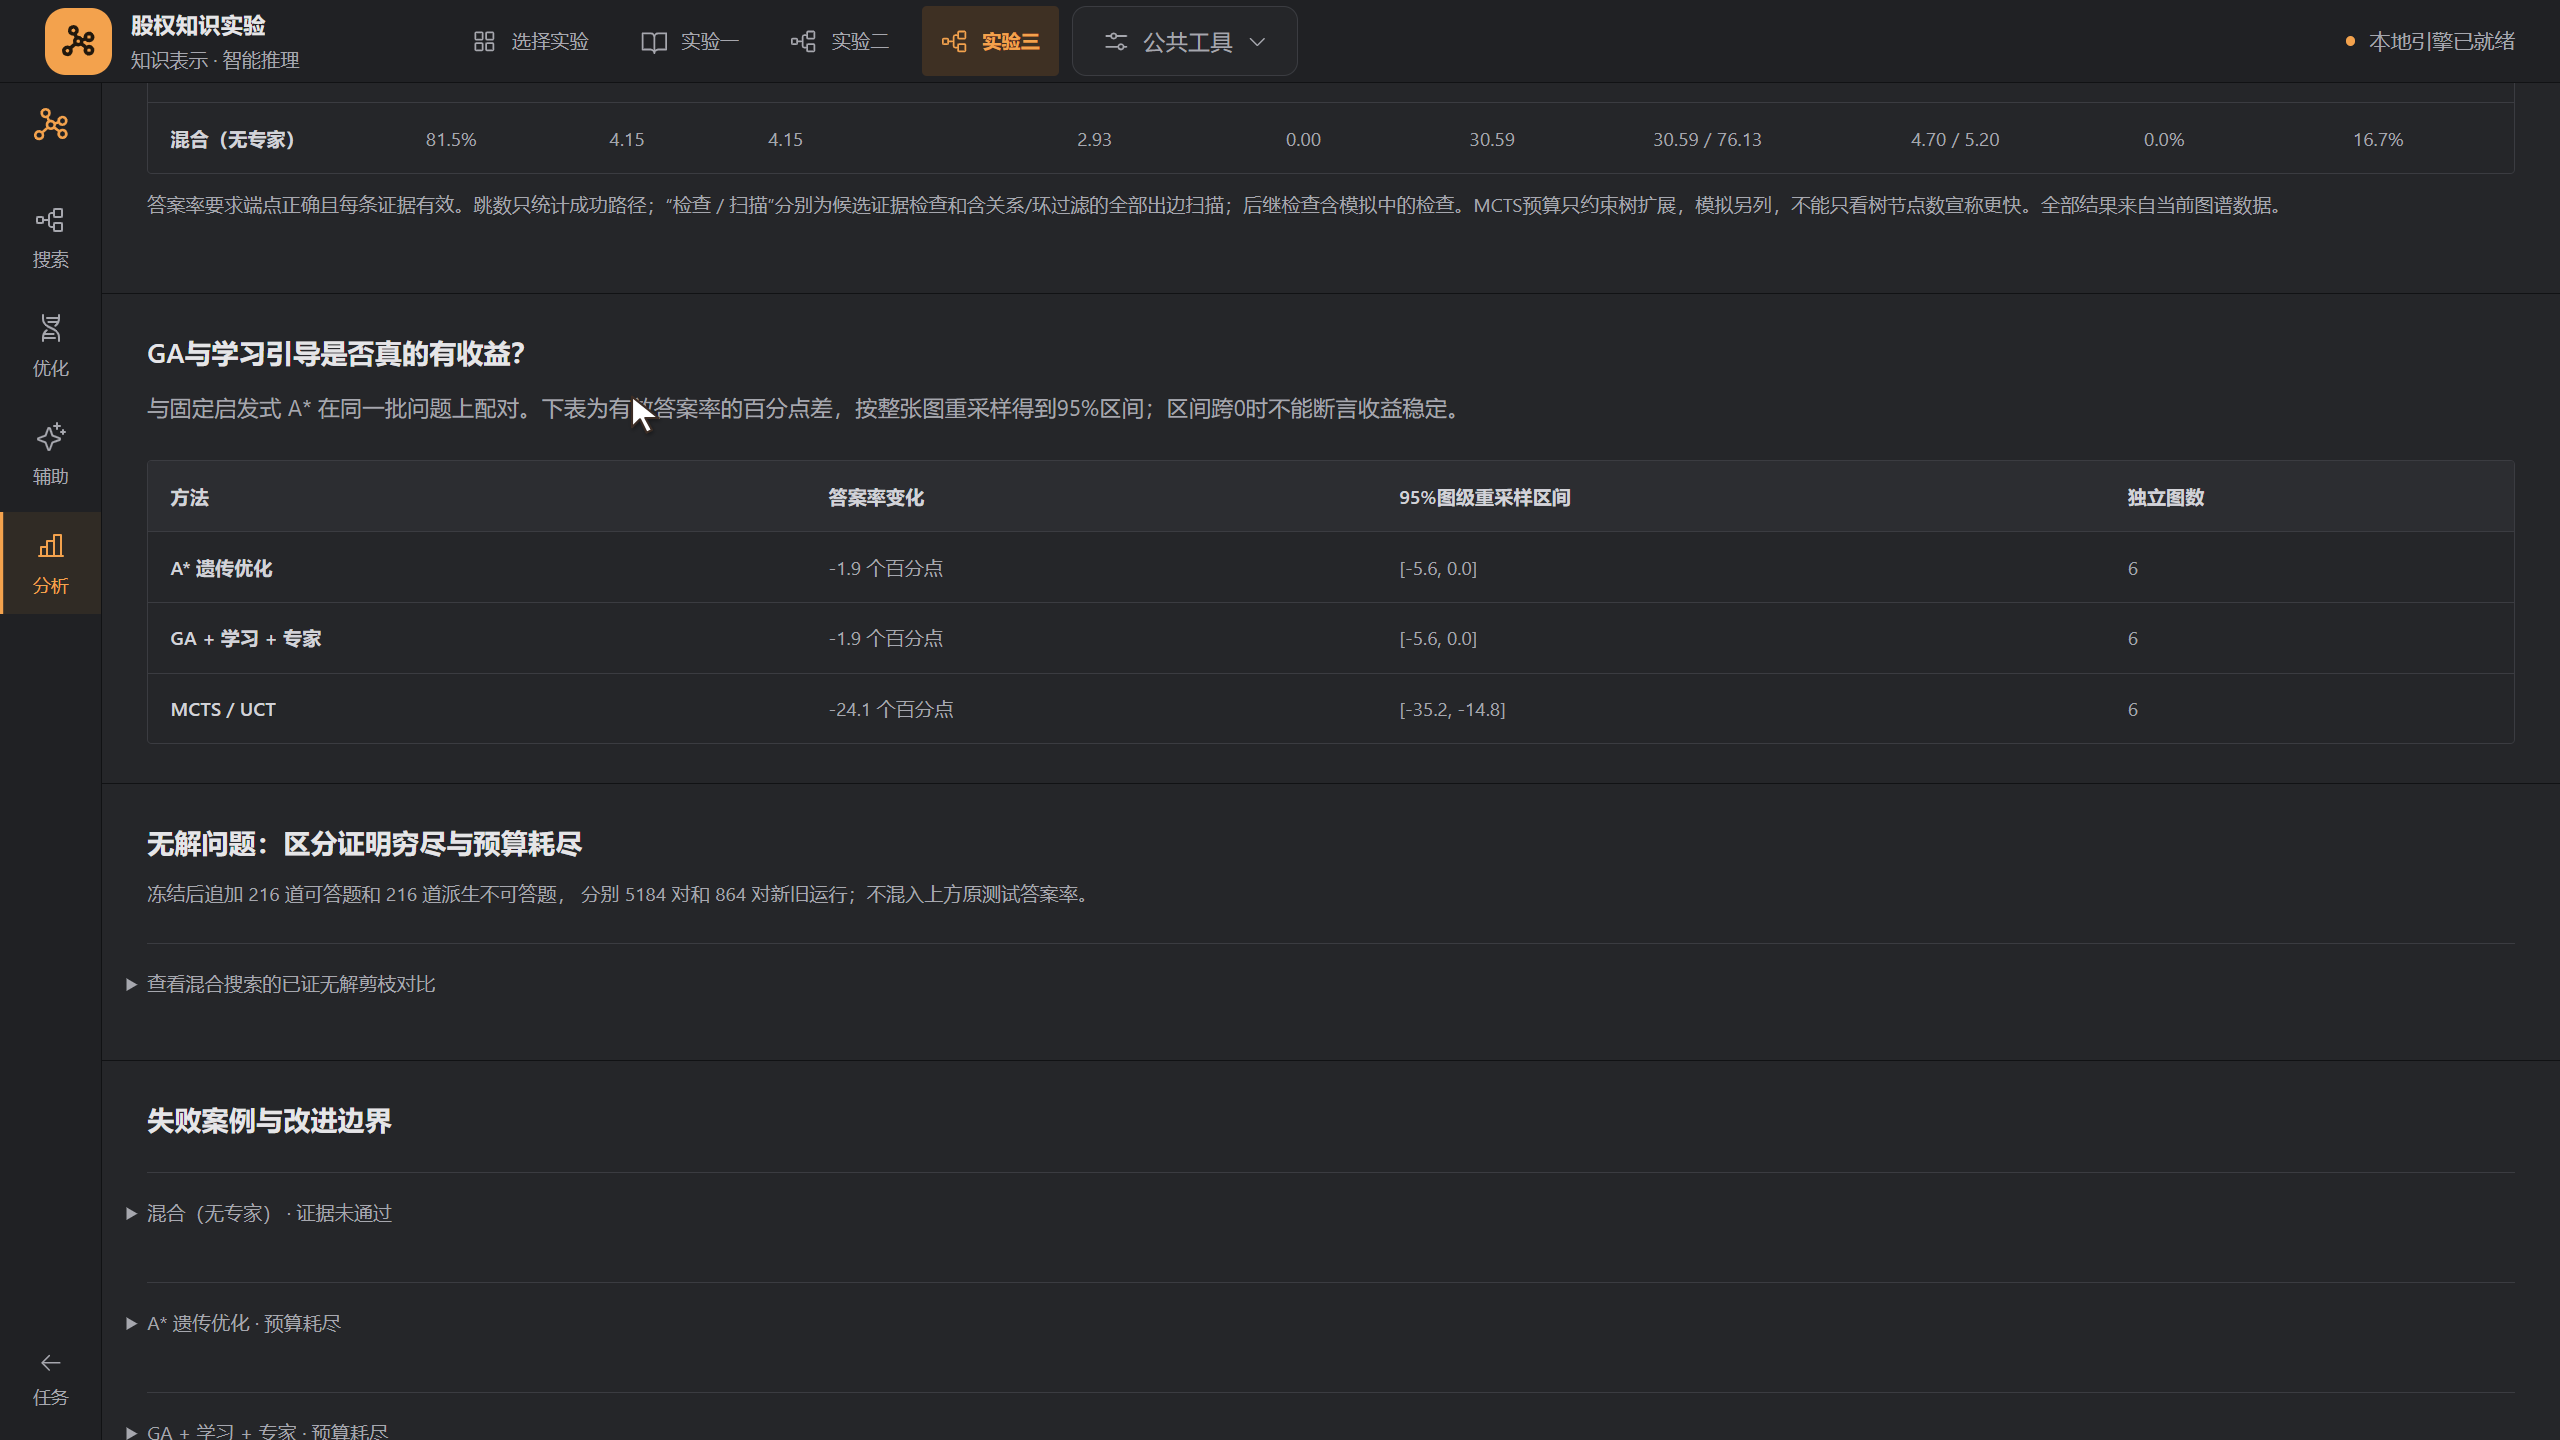 股权知识实验
知识表示 · 智能推理
选择实验
实验一
实验二
实验三
公共工具
本地引擎已就绪
搜索
优化
辅助
分析
任务
混合（无专家） 81.5% 4.15 4.15 2.93 0.00 30.59 30.59 / 76.13 4.70 / 5.20 0.0% 16.7%
答案率要求端点正确且每条证据有效。跳数只统计成功路径；“检查 / 扫描”分别为候选证据检查和含关系/环过滤的全部出边扫描；后继检查含模拟中的检查。MCTS预算只约束树扩展，模拟另列，不能只看树节点数宣称更快。全部结果来自当前图谱数据。
GA与学习引导是否真的有收益？
与固定启发式 A* 在同一批问题上配对。下表为有答案率的百分点差，按整张图重采样得到95%区间；区间跨0时不能断言收益稳定。
方法 答案率变化 95%图级重采样区间 独立图数
A* 遗传优化 -1.9 个百分点 [-5.6, 0.0] 6
GA + 学习 + 专家 -1.9 个百分点 [-5.6, 0.0] 6
MCTS / UCT -24.1 个百分点 [-35.2, -14.8] 6
无解问题：区分证明穷尽与预算耗尽
冻结后追加 216 道可答题和 216 道派生不可答题， 分别 5184 对和 864 对新旧运行；不混入上方原测试答案率。
查看混合搜索的已证无解剪枝对比
失败案例与改进边界
混合（无专家） · 证据未通过
A* 遗传优化 · 预算耗尽
GA + 学习 + 专家 · 预算耗尽